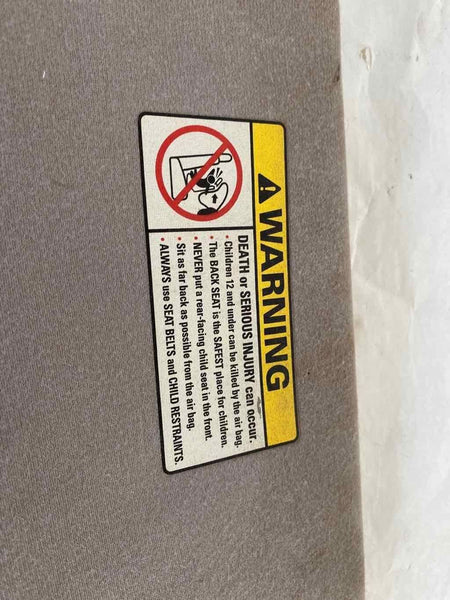 WARNING
DEATH or SERIOUS INJURY can occur.
• Children 12 and under can be killed by the air bag.
• The BACK SEAT is the SAFEST place for children.
• NEVER put a rear-facing child seat in the front.
• Sit as far back as possible from the air bag.
• ALWAYS use SEAT BELTS and CHILD RESTRAINTS.